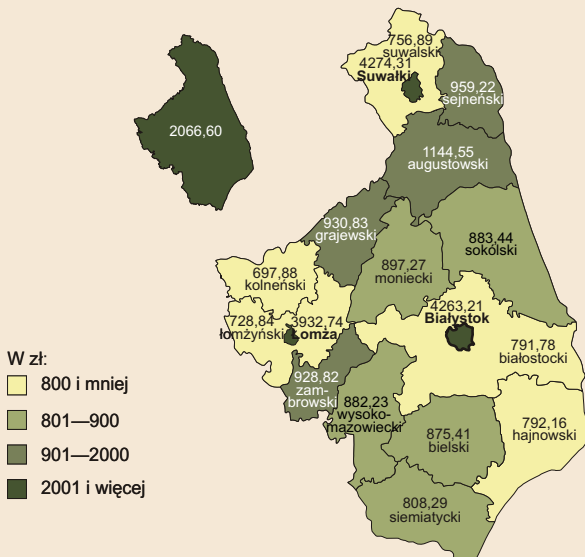 756,89
suwalski
4274,31
Suwałki
959,22
sejneński
2066,60
1144,55
augustowski
930,83
grajewski
883,44
sokólski
897,27
moniecki
697,88
kolneński
728,84
łomżyński
3932,74
Łomża
4263,21
Białystok
791,78
białostocki
928,82
zam-
browski
882,23
wysoko-
mązowiecki
792,16
hajnowski
875,41
bielski
808,29
siemiatycki
W zł:
800 i mniej
801—900
901—2000
2001 i więcej